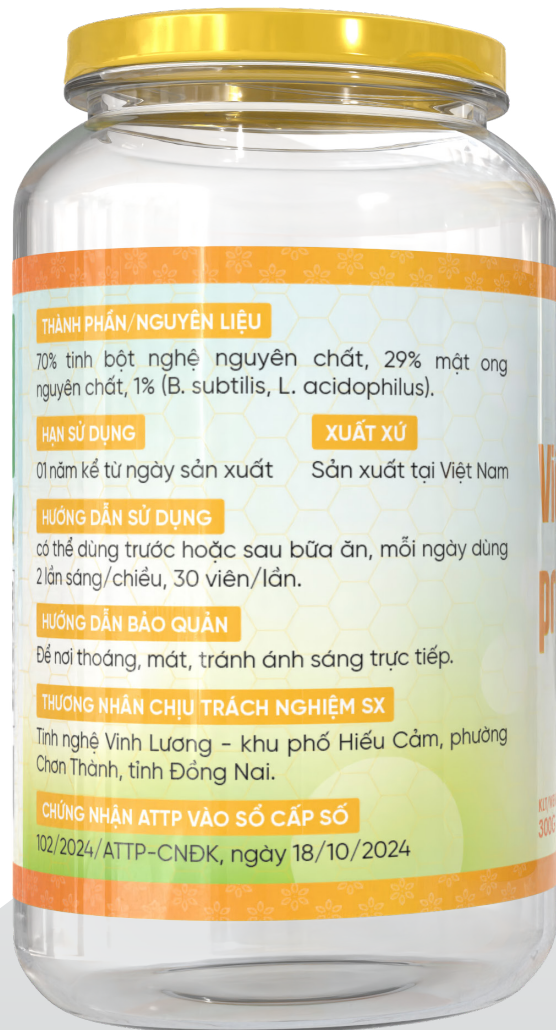 THÀNH PHẦN/NGUYÊN LIỆU
70% tinh bột nghệ nguyên chất, 29% mật ong
nguyên chất, 1% (B. subtilis, L. acidophilus).
HẠN SỬ DỤNG
01 năm kể từ ngày sản xuất
XUẤT XỨ
Sản xuất tại Việt Nam
HƯỚNG DẪN SỬ DỤNG
có thể dùng trước hoặc sau bữa ăn, mỗi ngày dùng
2 lần sáng/chiều, 30 viên/lần.
HƯỚNG DẪN BẢO QUẢN
Để nơi thoáng, mát, tránh ánh sáng trực tiếp.
THƯƠNG NHÂN CHỊU TRÁCH NGHIỆM SX
Tinh nghệ Vinh Lương - khu phố Hiếu Cảm, phường
Chơn Thành, tỉnh Đồng Nai.
CHỨNG NHẬN ATTP VÀO SỔ CẤP SỐ
102/2024/ATTP-CNĐK, ngày 18/10/2024